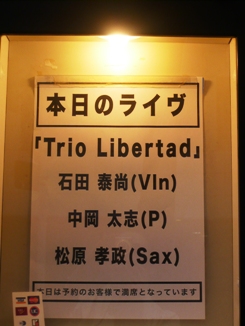 本日のライヴ
『Trio Libertad』
石田 泰尚(Vln)
中岡 太志(P)
松原 孝政(Sax)
本日は予約のお客様で満席となっています